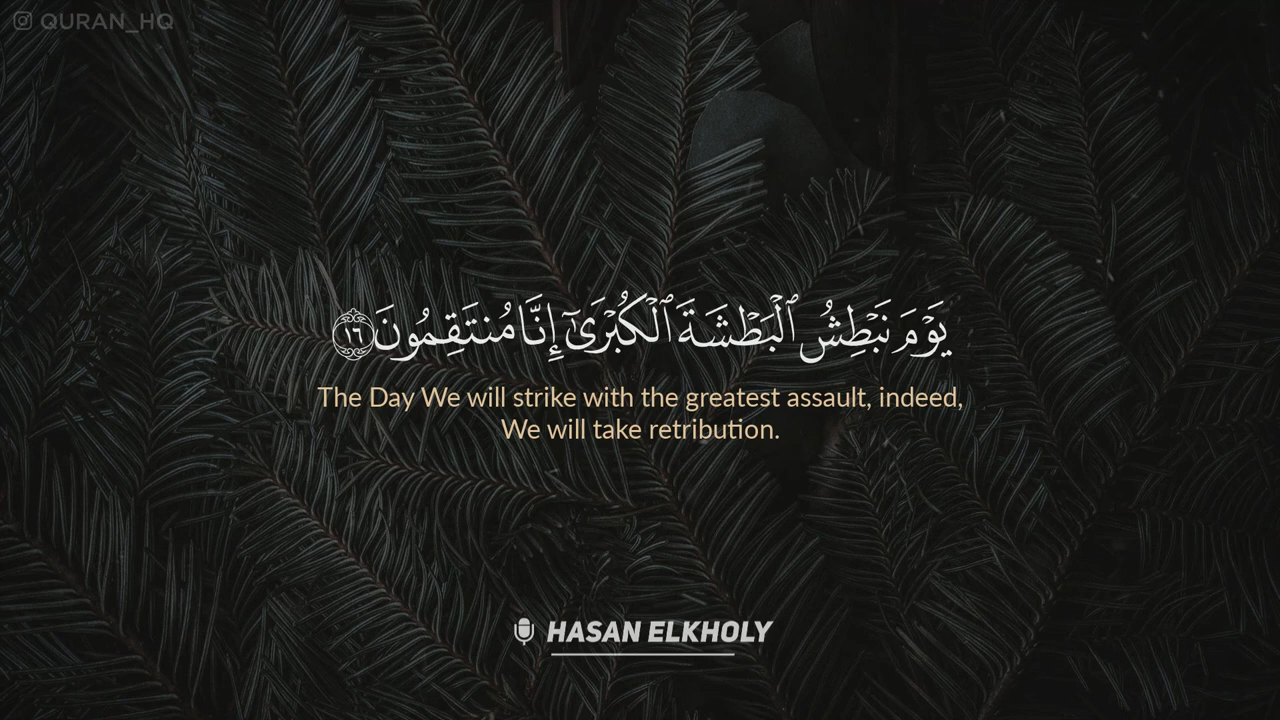 QURAN_HQ
يَوْمَ نَبْطِشُ ٱلْبَطْشَةَ ٱلْكُبْرَىٰٓ إِنَّا مُنتَقِمُونَ ١٦
The Day We will strike with the greatest assault, indeed,
We will take retribution.
HASAN ELKHOLY